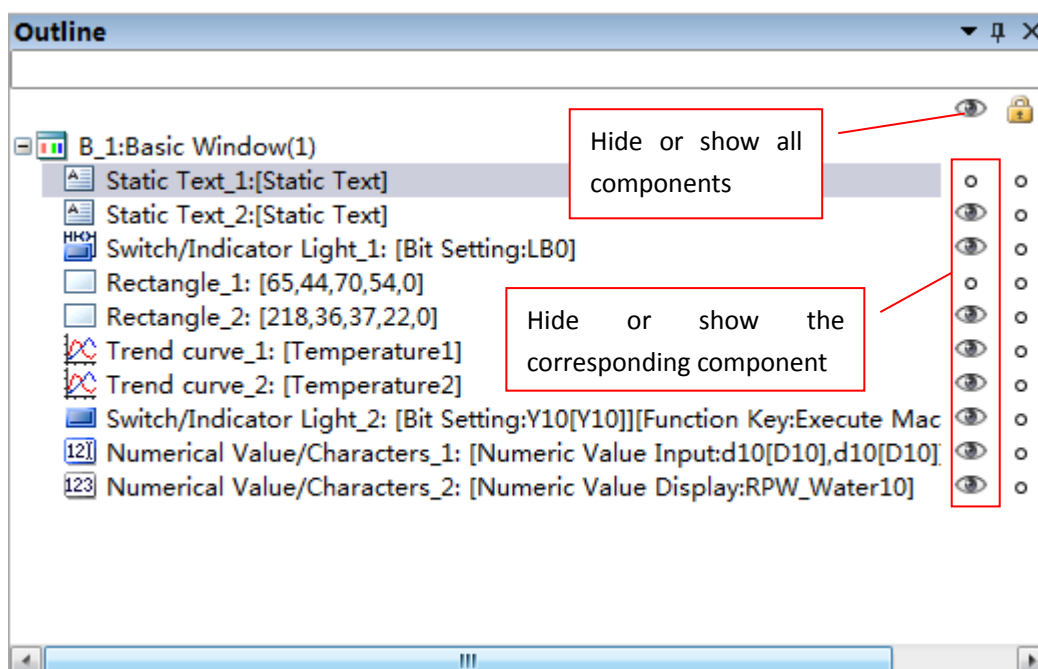 Outline
B_1:Basic Window(1)
Hide or show all
components
Static Text_1:[Static Text]
Static Text_2:[Static Text]
Switch/Indicator Light_1: [Bit Setting:LB0]
Rectangle_1: [65,44,70,54,0]
Rectangle_2: [218,36,37,22,0]
Hide or show the
corresponding component
Trend curve_1: [Temperature1]
Trend curve_2: [Temperature2]
Switch/Indicator Light_2: [Bit Setting:Y10[Y10]][Function Key:Execute Mac
Numerical Value/Characters_1: [Numeric Value Input:d10[D10],d10[D10]]
Numerical Value/Characters_2: [Numeric Value Display:RPW_Water10]